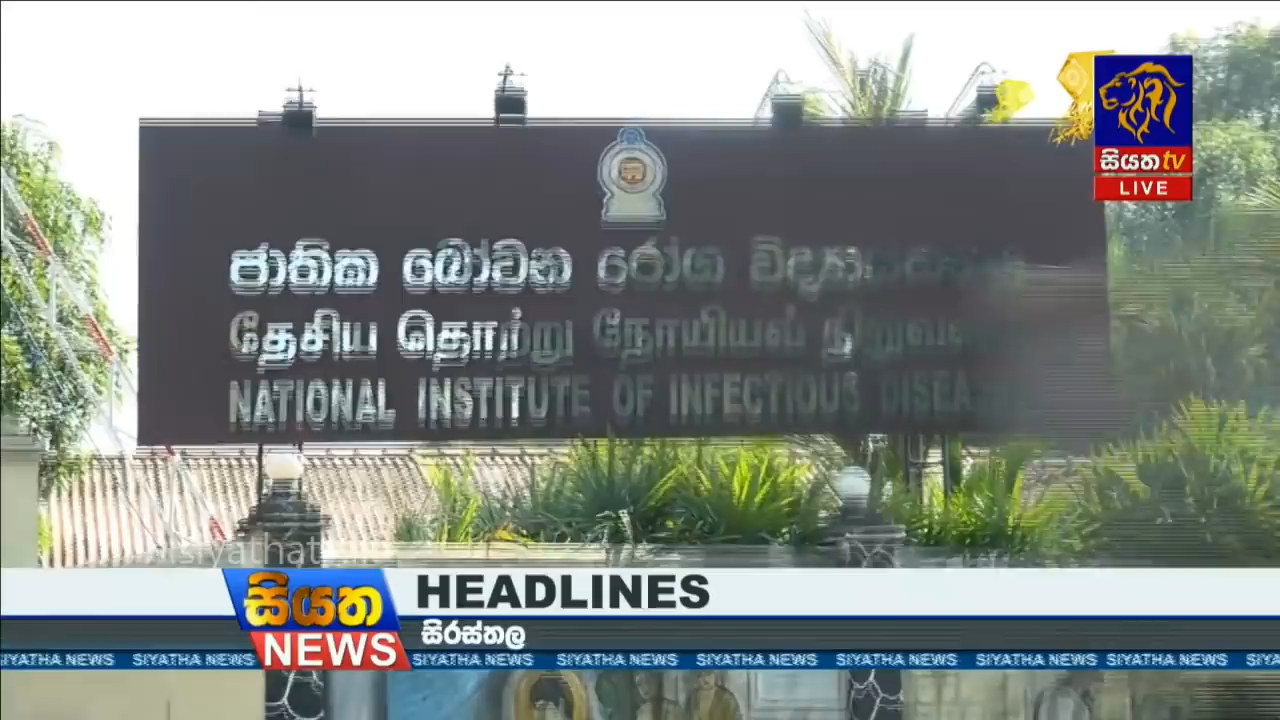 සියත tv
LIVE
ජාතික බෝවන රෝග
தேசிய தொற்று நோயியல்
NATIONAL INSTITUTE OF INFECTIOUS
HEADLINES
සියත
සිරස්තල
NEWS
SIYATHA NEWS SIYATHA NEWS SIYATHA NEWS SIYATHA NEWS SIYATHA NEWS SIYATHA NEWS SIYATHA NEWS SIYATHA NEWS